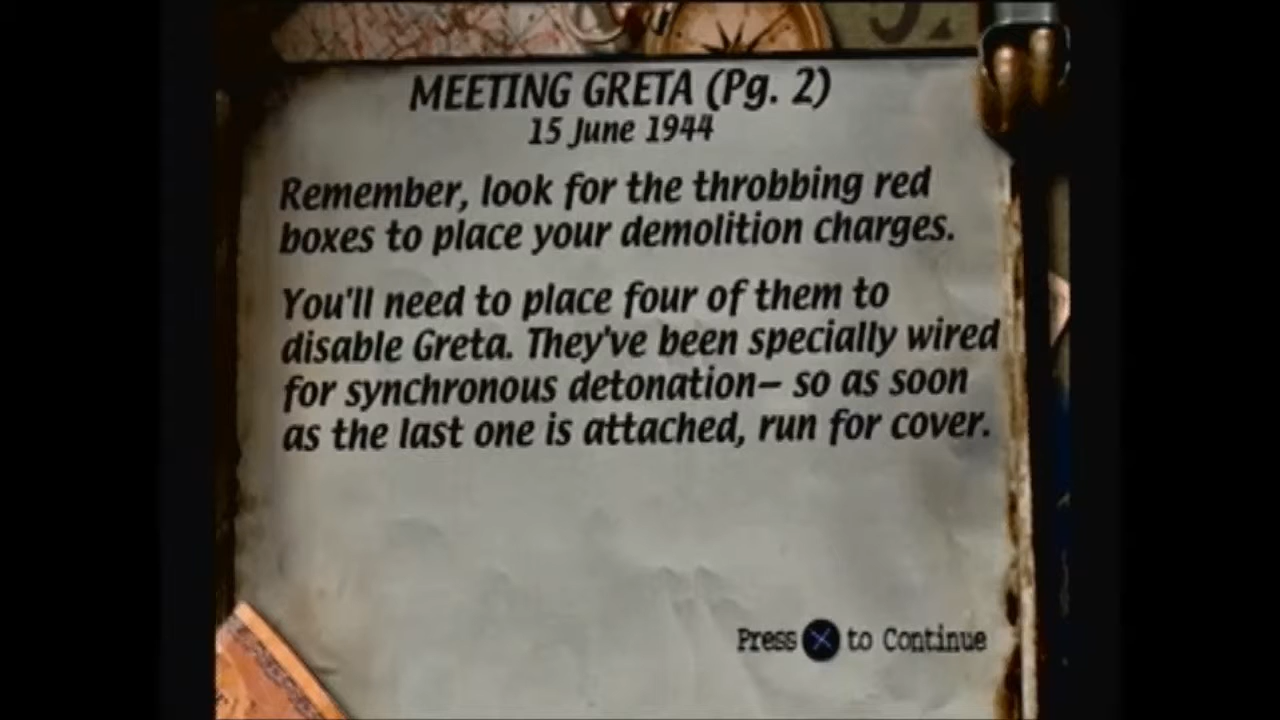 MEETING GRETA (Pg. 2)
15 June 1944
Remember, look for the throbbing red
boxes to place your demolition charges.
You'll need to place four of them to
disable Greta. They've been specially wired
for synchronous detonation– so as soon
as the last one is attached, run for cover.
Press to Continue